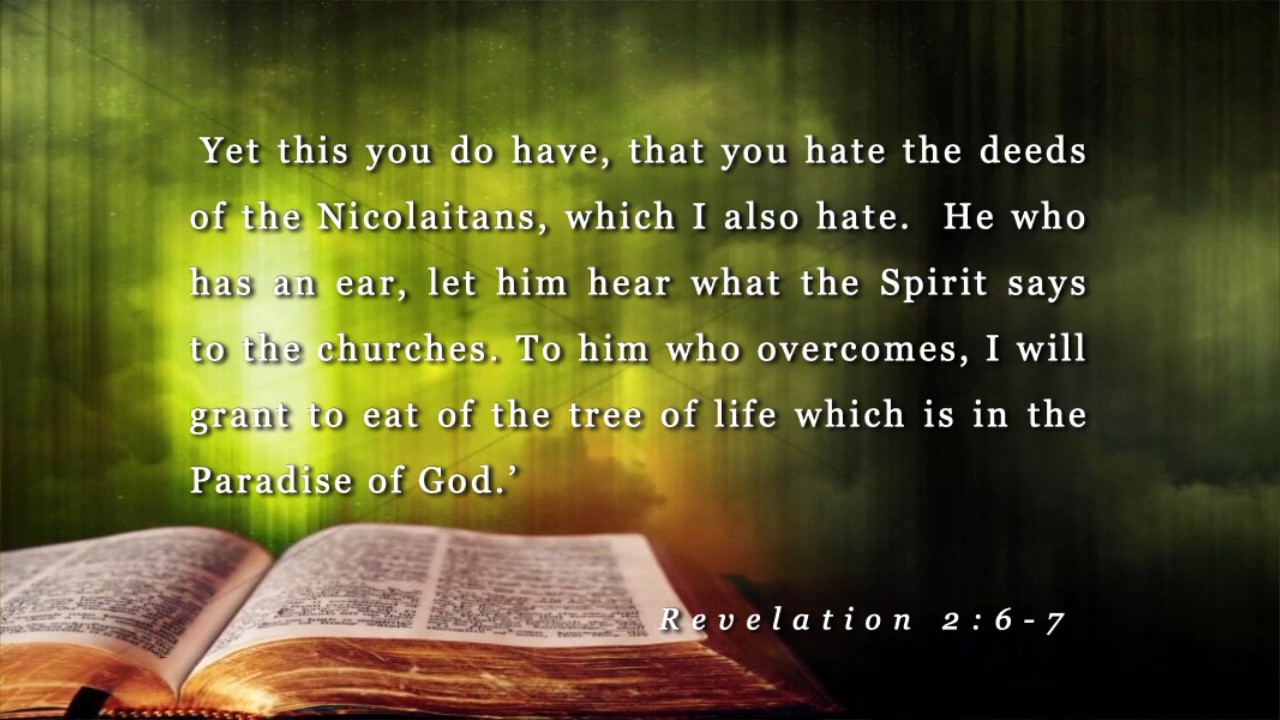 Yet this you do have, that you hate the deeds
of the Nicolaitans, which I also hate.  He who
has an ear, let him hear what the Spirit says
to the churches. To him who overcomes, I will
grant to eat of the tree of life which is in the
Paradise of God.’
Revelation 2:6-7